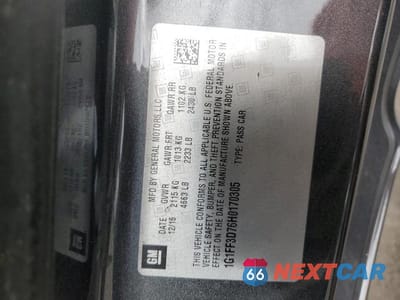 MFD BY GENERAL MOTORS LLC
12/16
GVWR
2115 KG
4663 LB
GAWR FRT
1013 KG
2233 LB
GAWR RR
1102 KG
2430 LB
THIS VEHICLE CONFORMS TO ALL APPLICABLE U.S. FEDERAL MOTOR
VEHICLE SAFETY, BUMPER, AND THEFT PREVENTION STANDARDS IN
EFFECT ON THE DATE OF MANUFACTURE SHOWN ABOVE.
1G1FF3D76H0170305
TYPE: PASS CAR
GM
66 NEXTCAR